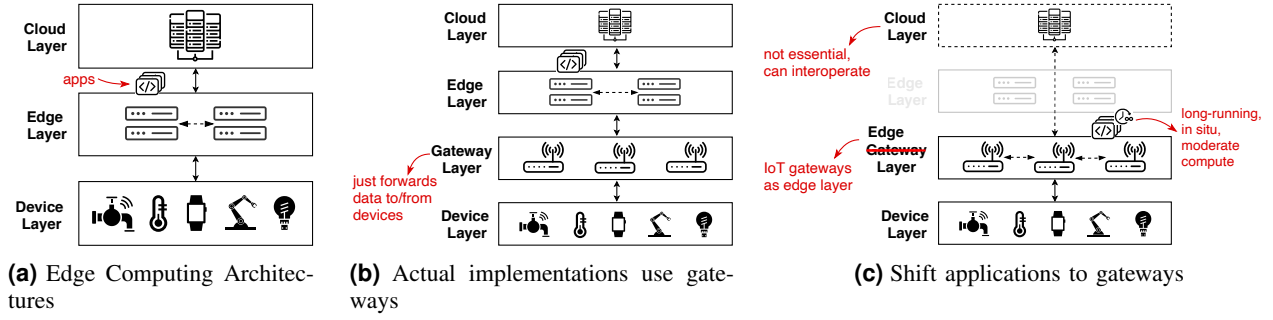 Cloud
Layer
apps
</>
Edge
Layer
Device
Layer
(a) Edge Computing Architec-
tures
Cloud
Layer
</>
Edge
Layer
Gateway
Layer
just forwards
data to/from
devices
Device
Layer
(b) Actual implementations use gate-
ways
Cloud
Layer
not essential,
can interoperate
Edge
Layer
</>
∞
long-running,
in situ,
moderate
compute
Edge
Gateway
Layer
IoT gateways
as edge layer
Device
Layer
(c) Shift applications to gateways